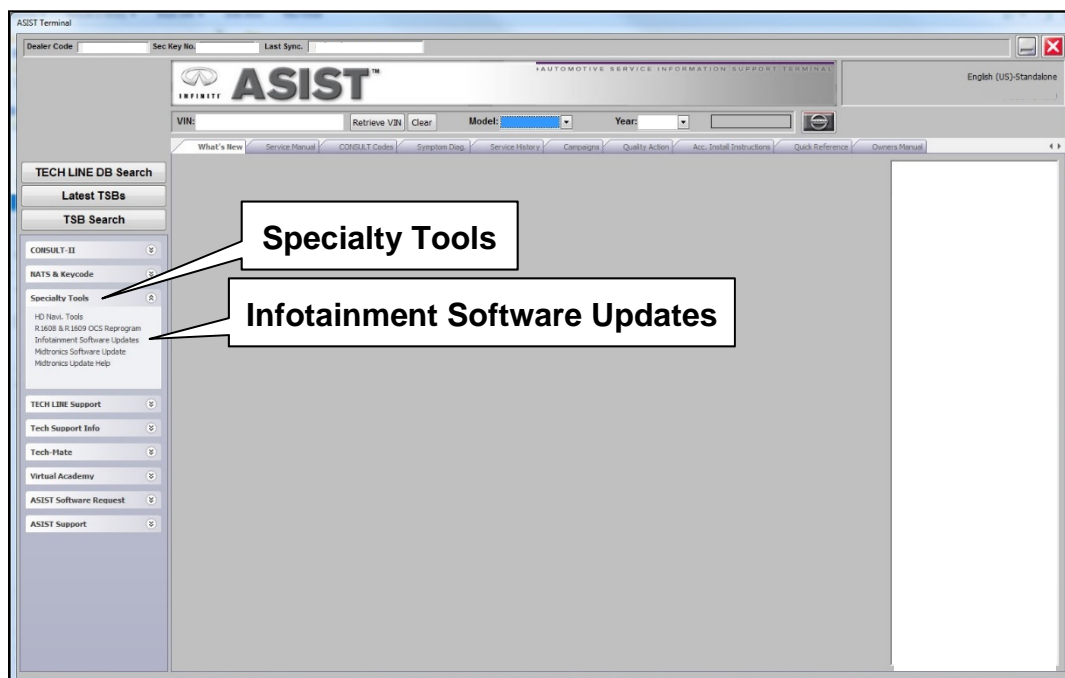 ASIST Terminal
Dealer Code
Sec Key No.
Last Sync.
INFINITI
ASIST™
AUTOMOTIVE SERVICE INFORMATION SUPPORT TERMINAL
English (US)-Standalone
VIN:
Retrieve VIN
Clear
Model:
Year:
What's New
Service Manual
CONSULT Codes
Symptom Diag.
Service History
Campaigns
Quality Action
Acc. Install Instructions
Quick Reference
Owners Manual
TECH LINE DB Search
Latest TSBs
TSB Search
CONSULT-II
NATS & Keycode
Specialty Tools
HD Navi. Tools
R1608 & R1609 OCS Reprogram
Infotainment Software Updates
Midtronics Software Update
Midtronics Update Help
TECH LINE Support
Tech Support Info
Tech-Mate
Virtual Academy
ASIST Software Request
ASIST Support
Specialty Tools
Infotainment Software Updates